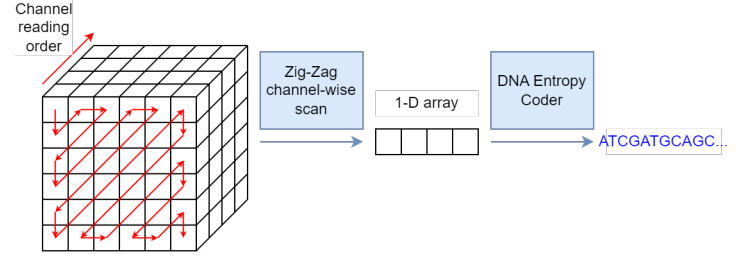 Channel
reading
order
Zig-Zag
channel-wise
scan
1-D array
DNA Entropy
Coder
ATCGATGCAGC...